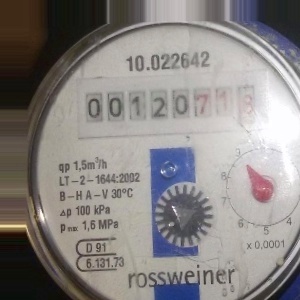 10.022642
00120713
qp 1,5m³/h
LT-2-1644:2002
B-H A-V 30°C
Δp 100 kPa
pmax 1,6 MPa
D 91
6.131.73
x 0,0001
rossweiner